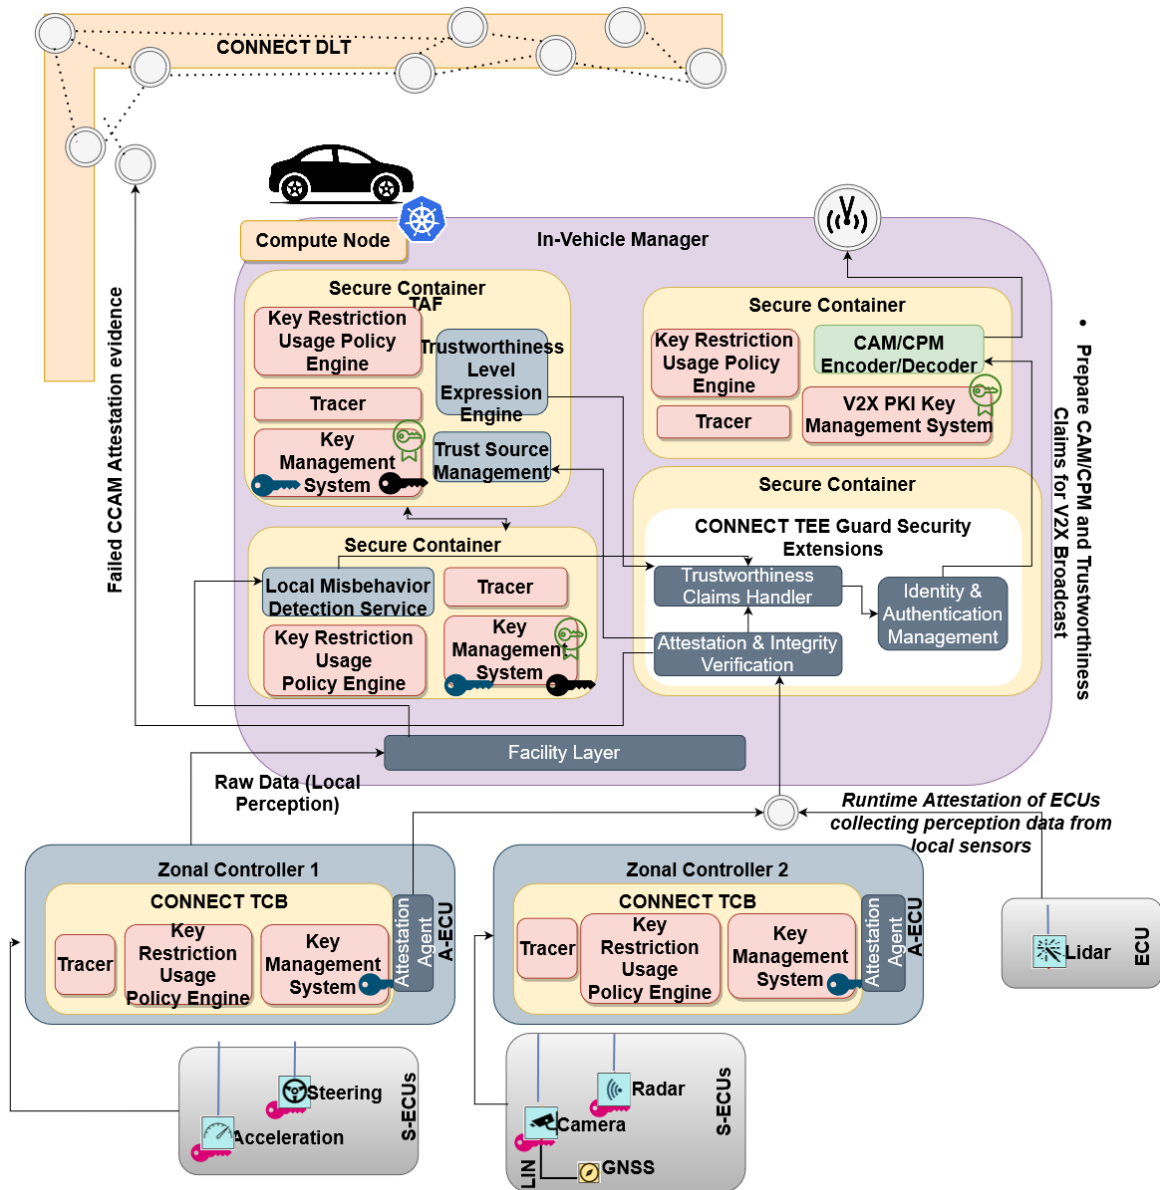 CONNECT DLT
Compute Node
In-Vehicle Manager
Failed CCAM Attestation evidence
Secure Container
TAF
Key Restriction
Usage Policy
Engine
Trustworthiness
Level
Expression
Engine
Tracer
Key
Management
System
Trust Source
Management
Secure Container
Key Restriction
Usage Policy
Engine
CAM/CPM
Encoder/Decoder
Tracer
V2X PKI Key
Management System
• Prepare CAM/CPM and Trustworthiness
Claims for V2X Broadcast
Secure Container
Local Misbehavior
Detection Service
Tracer
Key Restriction
Usage
Policy Engine
Key
Management
System
Secure Container
CONNECT TEE Guard Security
Extensions
Trustworthiness
Claims Handler
Identity &
Authentication
Management
Attestation & Integrity
Verification
Facility Layer
Raw Data (Local
Perception)
Runtime Attestation of ECUs
collecting perception data from
local sensors
Zonal Controller 1
CONNECT TCB
Tracer
Key
Restriction
Usage
Policy Engine
Key
Management
System
Attestation
Agent
A-ECU
Zonal Controller 2
CONNECT TCB
Tracer
Key
Restriction
Usage
Policy Engine
Key
Management
System
Attestation
Agent
A-ECU
Lidar
ECU
Steering
Acceleration
S-ECUs
Radar
Camera
GNSS
LIN
S-ECUs